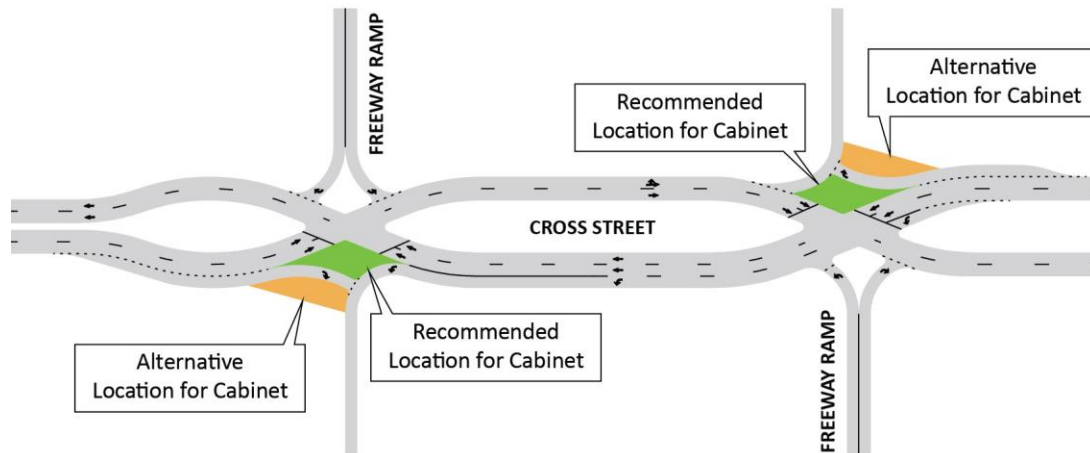 FREEWAY RAMP
Recommended
Location for Cabinet
Alternative
Location for Cabinet
CROSS STREET
Alternative
Location for Cabinet
Recommended
Location for Cabinet
FREEWAY RAMP